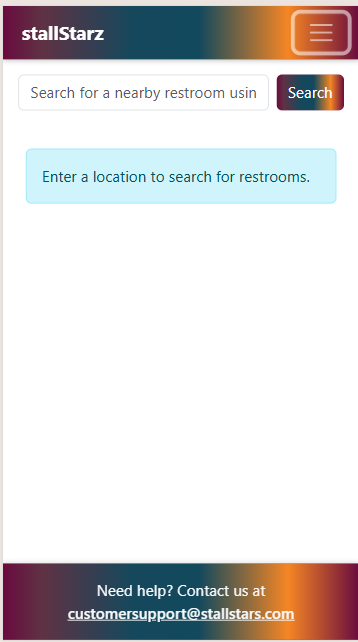 stallStarz
Search for a nearby restroom usin
Search
Enter a location to search for restrooms.
Need help? Contact us at
customersupport@stallstars.com